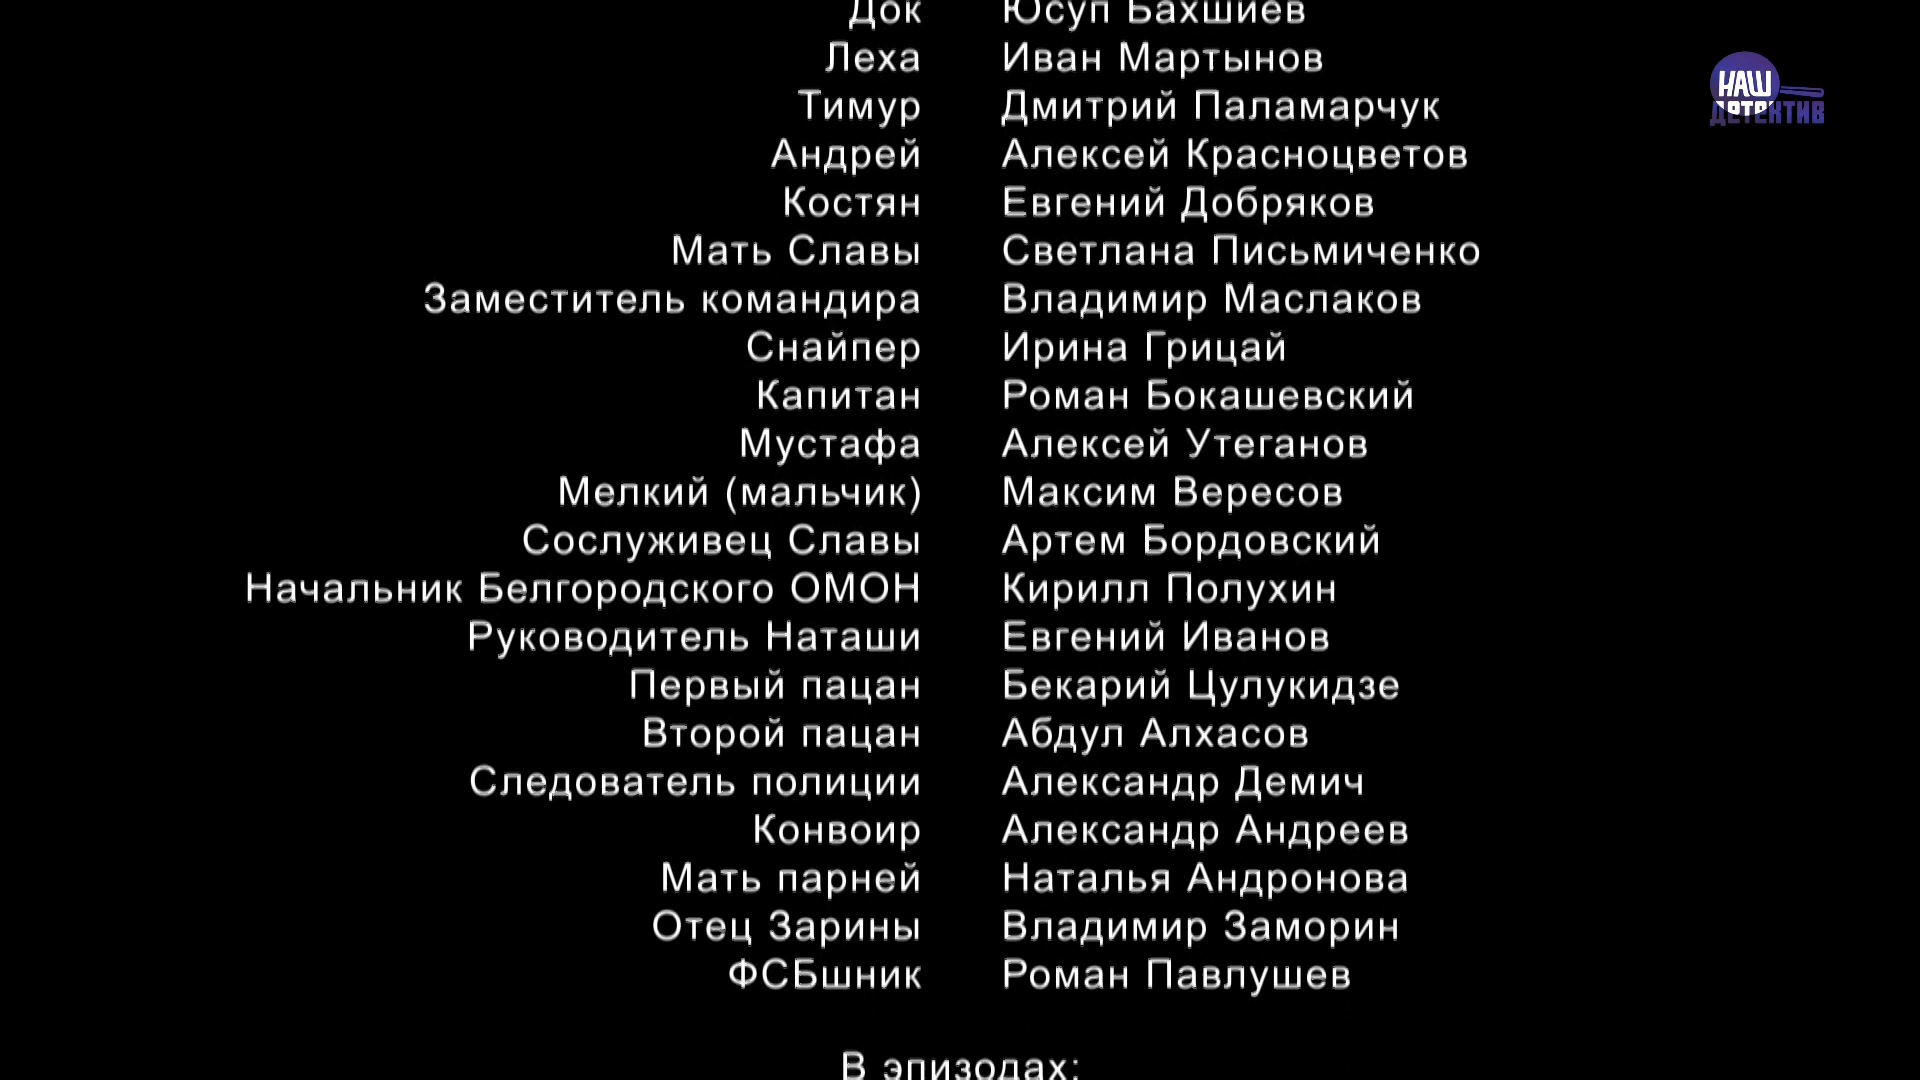 Док Юсуп Бахшиев
Леха Иван Мартынов
НАШ
ДЕТЕКТИВ
Тимур Дмитрий Паламарчук
Андрей Алексей Красноцветов
Костян Евгений Добряков
Мать Славы Светлана Письмиченко
Заместитель командира Владимир Маслаков
Снайпер Ирина Грицай
Капитан Роман Бокашевский
Мустафа Алексей Утеганов
Мелкий (мальчик) Максим Вересов
Сослуживец Славы Артем Бордовский
Начальник Белгородского ОМОН Кирилл Полухин
Руководитель Наташи Евгений Иванов
Первый пацан Бекарий Цулукидзе
Второй пацан Абдул Алхасов
Следователь полиции Александр Демич
Конвоир Александр Андреев
Мать парней Наталья Андронова
Отец Зарины Владимир Заморин
ФСБшник Роман Павлушев
В эпизодах: